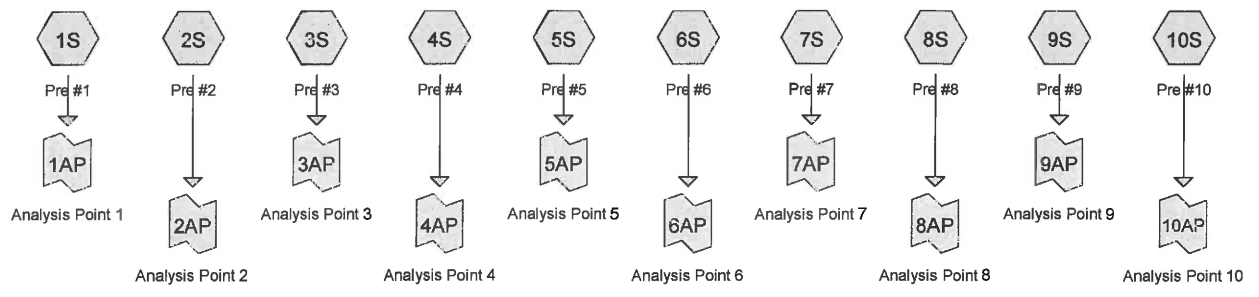 1S 2S 3S 4S 5S 6S 7S 8S 9S 10S
Pre #1 Pre #2 Pre #3 Pre #4 Pre #5 Pre #6 Pre #7 Pre #8 Pre #9 Pre #10
1AP 3AP 5AP 7AP 9AP
Analysis Point 1 Analysis Point 3 Analysis Point 5 Analysis Point 7 Analysis Point 9
2AP 4AP 6AP 8AP 10AP
Analysis Point 2 Analysis Point 4 Analysis Point 6 Analysis Point 8 Analysis Point 10